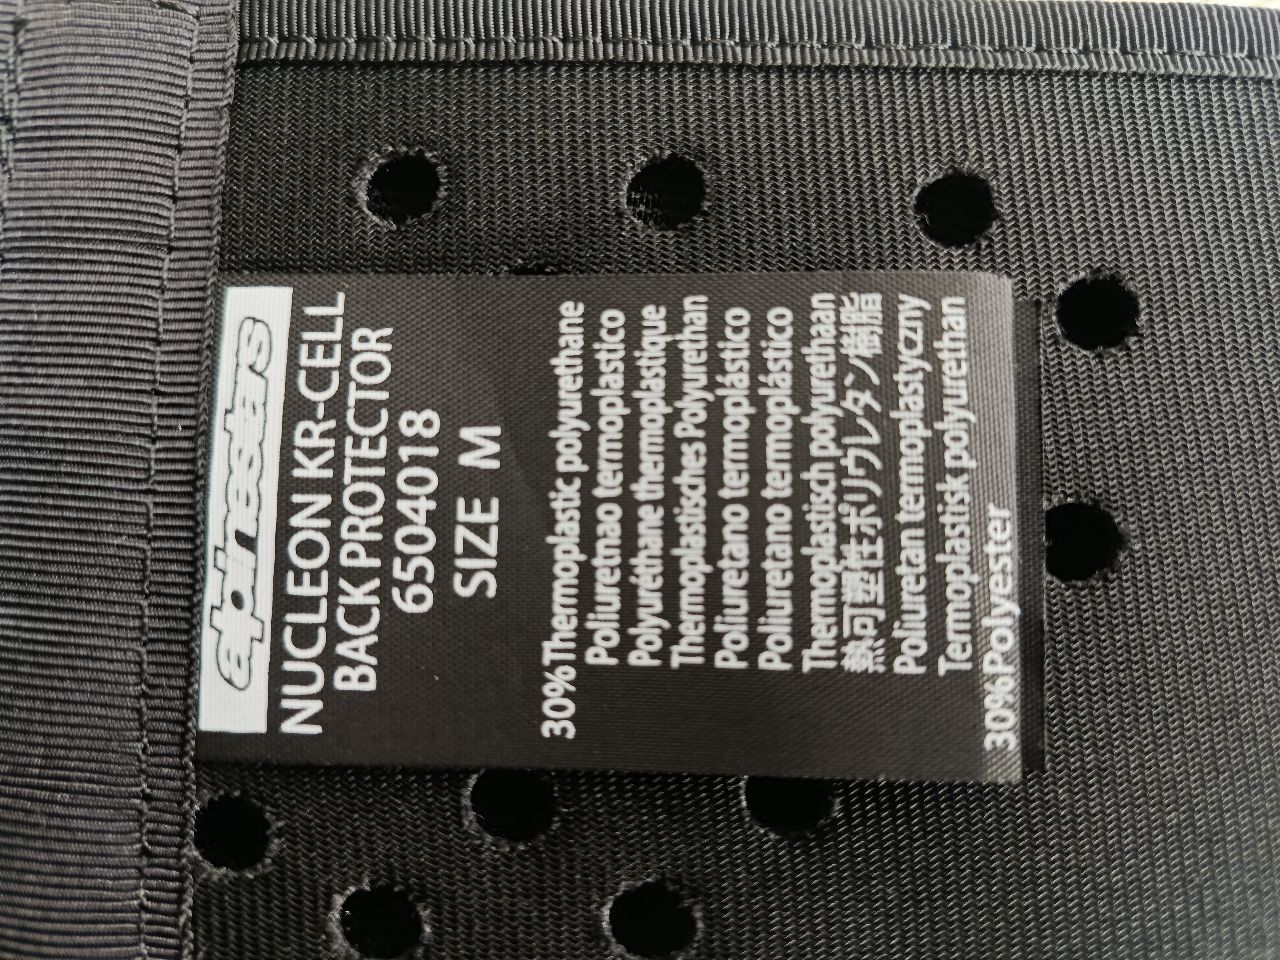 alpinestars
NUCLEON KR-CELL
BACK PROTECTOR
6504018
SIZE M
30%Thermoplastic polyurethane
Poliuretnao termoplastico
Polyuréthane thermoplastique
Thermoplastisches Polyurethan
Poliuretano termoplástico
Poliuretano termoplástico
Thermoplastisch polyurethaan
熱可塑性ポリウレタン樹脂
Poliuretan termoplastyczny
Termoplastisk polyurethan
30%Polyester